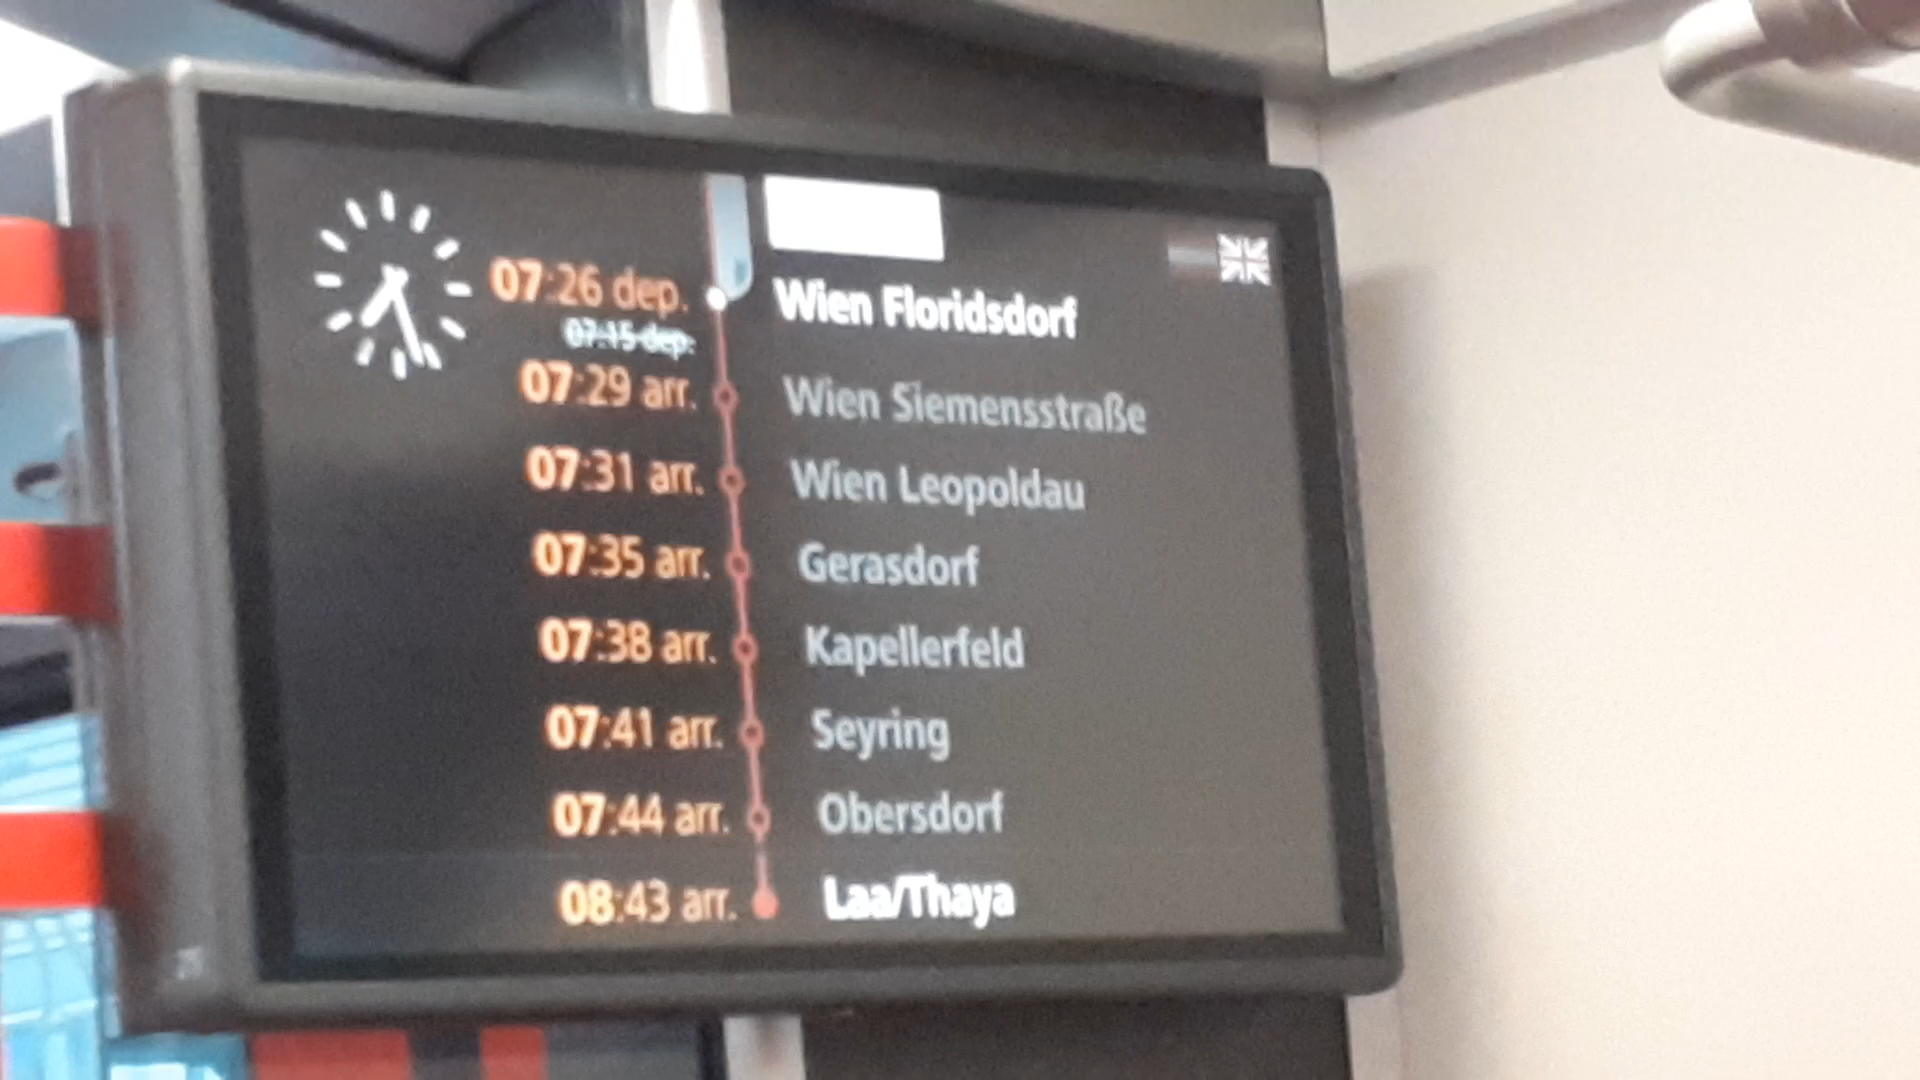 07:26 dep. Wien Floridsdorf
07:15 dep.
07:29 arr. Wien Siemensstraße
07:31 arr. Wien Leopoldau
07:35 arr. Gerasdorf
07:38 arr. Kapellerfeld
07:41 arr. Seyring
07:44 arr. Obersdorf
08:43 arr. Laa/Thaya